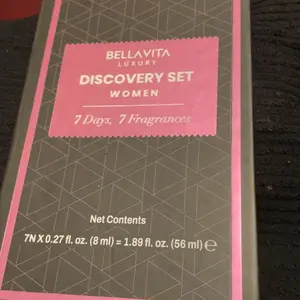 BELLAVITA
LUXURY
DISCOVERY SET
WOMEN
7 Days, 7 Fragrances
Net Contents
7N X 0.27 fl. oz. (8 ml) = 1.89 fl. oz. (56 ml) ℮